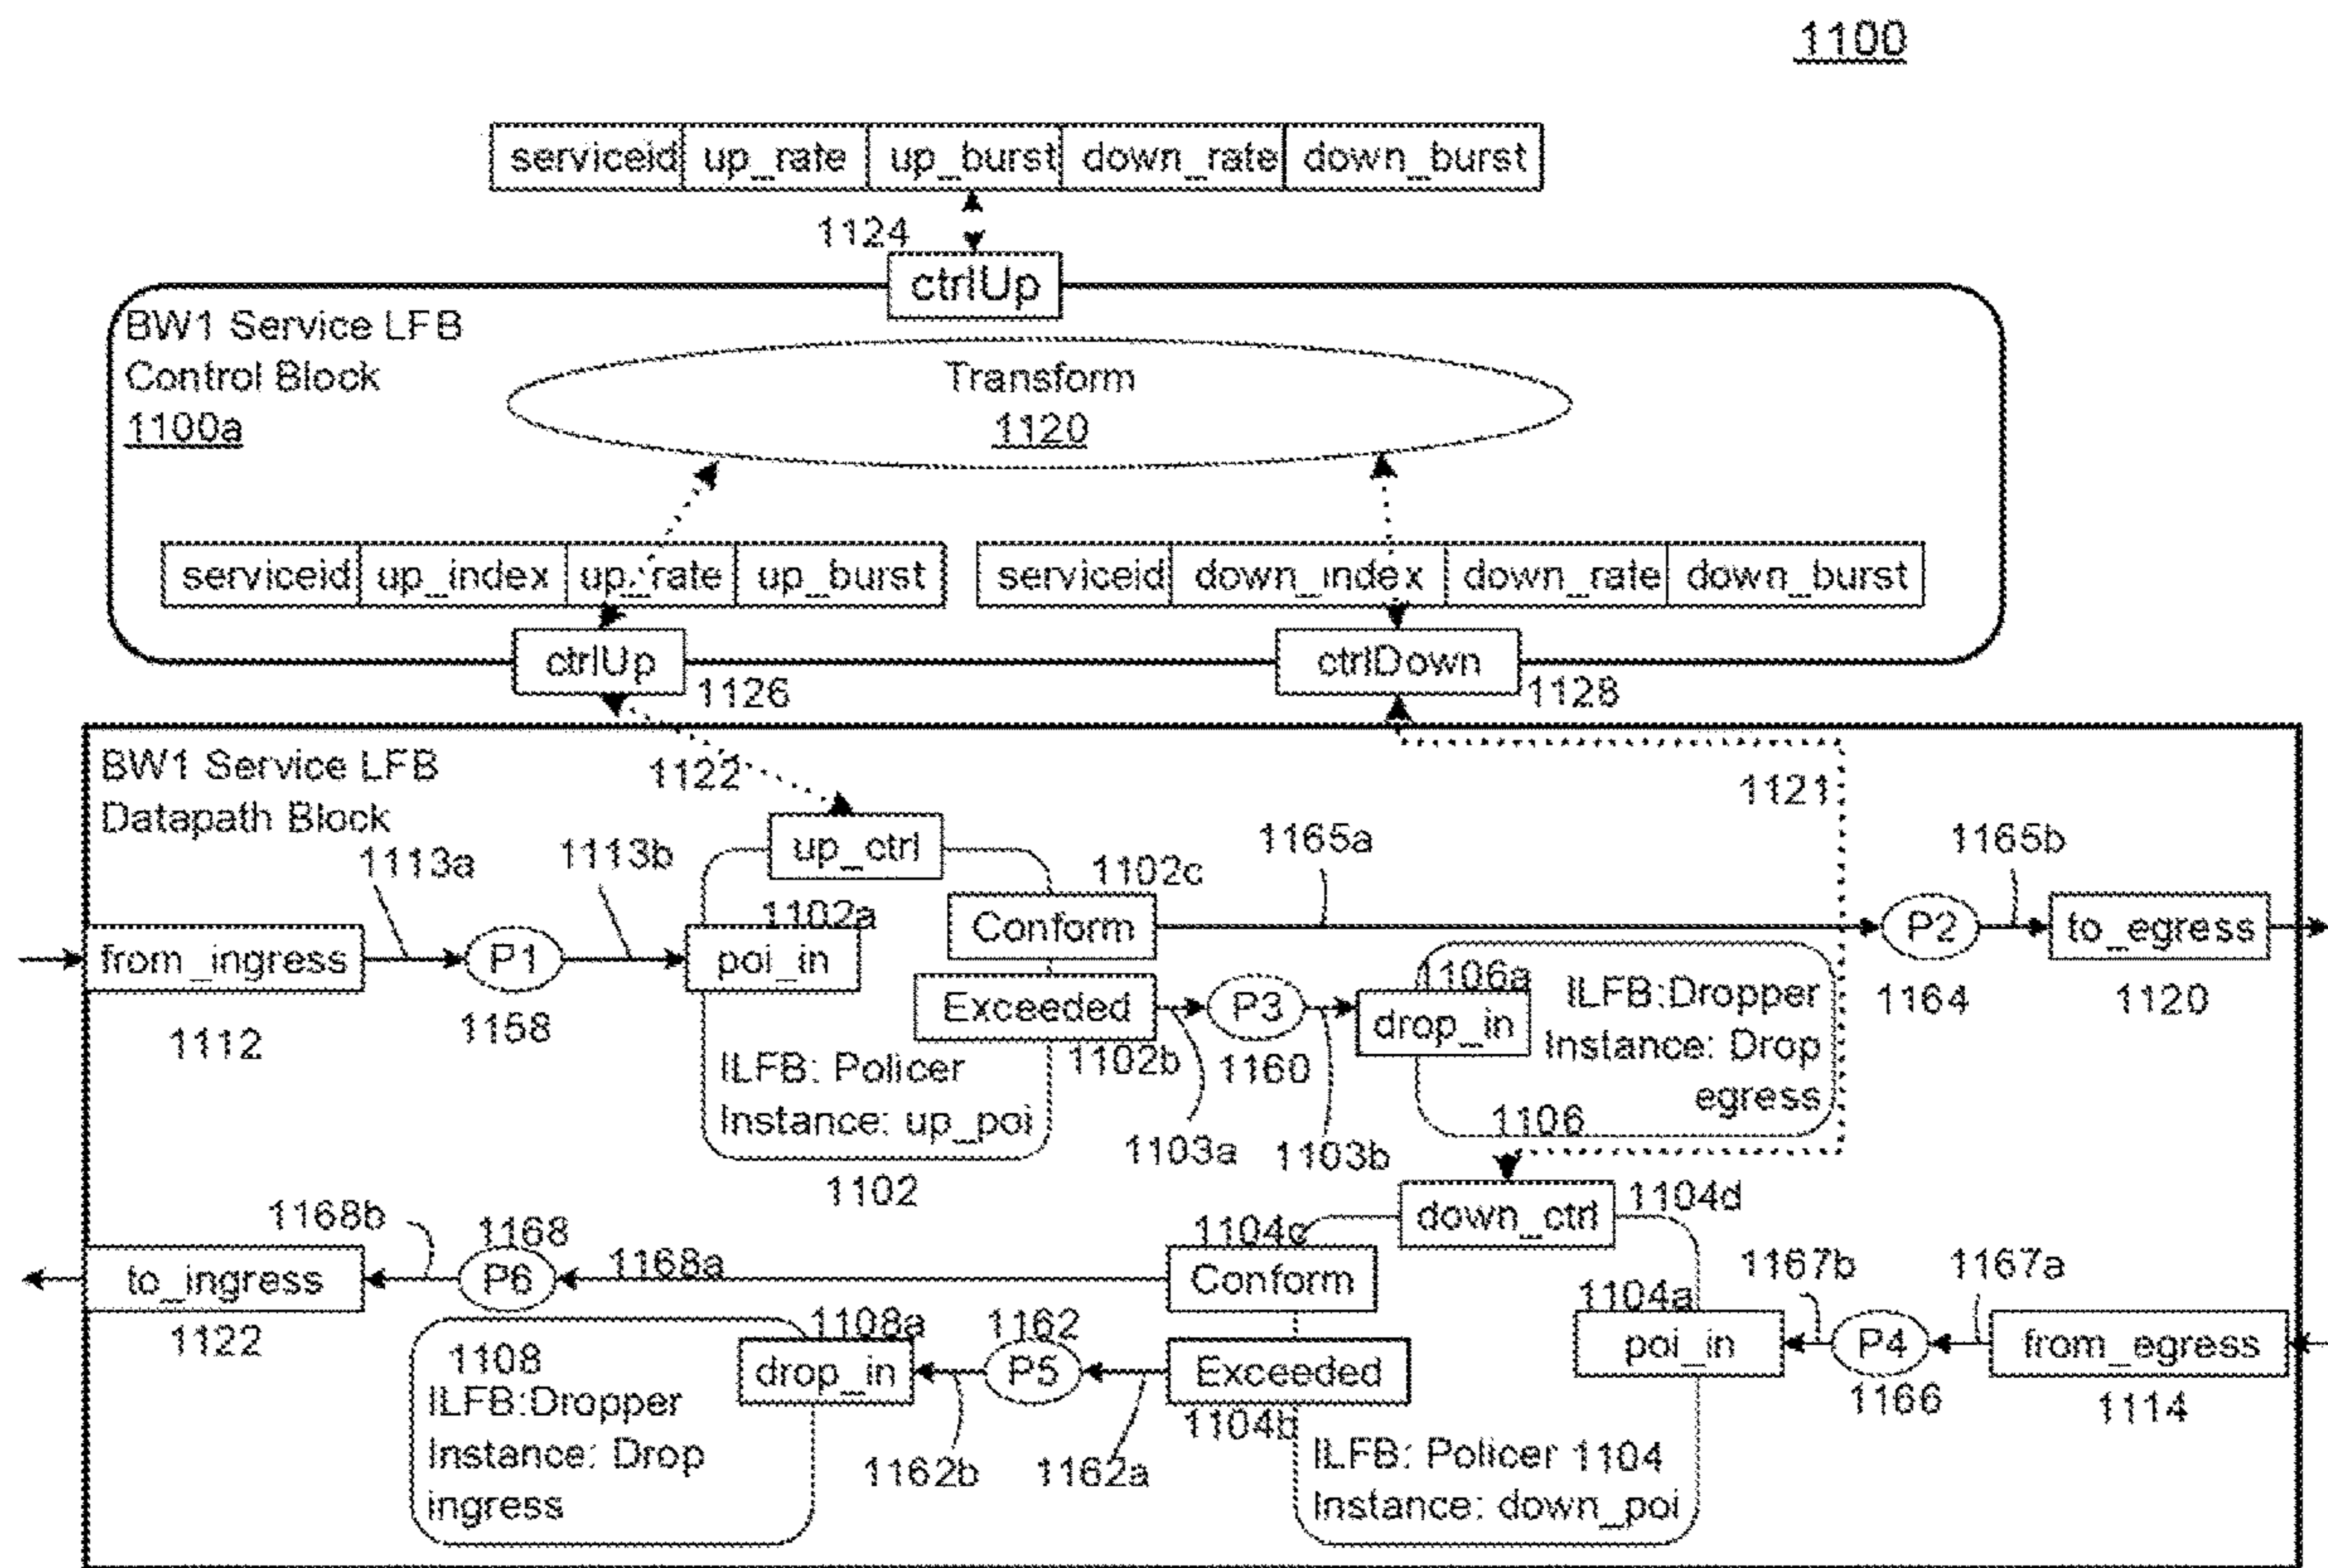 1100
serviceid up_rate up_burst down_rate down_burst
1124
ctrlUp
BW1 Service LFB
Control Block
1100a
Transform
1120
serviceid up_index up_rate up_burst
serviceid down_index down_rate down_burst
ctrlUp
1126
ctrlDown
1128
BW1 Service LFB
Datapath Block
1122
1121
1113a
1113b
up_ctrl
1102c
1165a
1165b
1102a
from_ingress
P1
poi_in
Conform
P2
to_egress
1112
1158
Exceeded
P3
1106a
drop_in
ILFB:Dropper
Instance: Drop
egress
1164
1120
1102b
1160
ILFB: Policer
Instance: up_poi
1103a
1103b
1106
1102
1168b
1168
1168a
1104c
down_ctrl
1104d
to_ingress
P6
Conform
1167b
1167a
1122
1104a
poi_in
P4
from_egress
1166
1114
1108
1108a
1162
drop_in
P5
Exceeded
ILFB:Dropper
Instance: Drop
ingress
1162b
1162a
1104b
ILFB: Policer 1104
Instance: down_poi